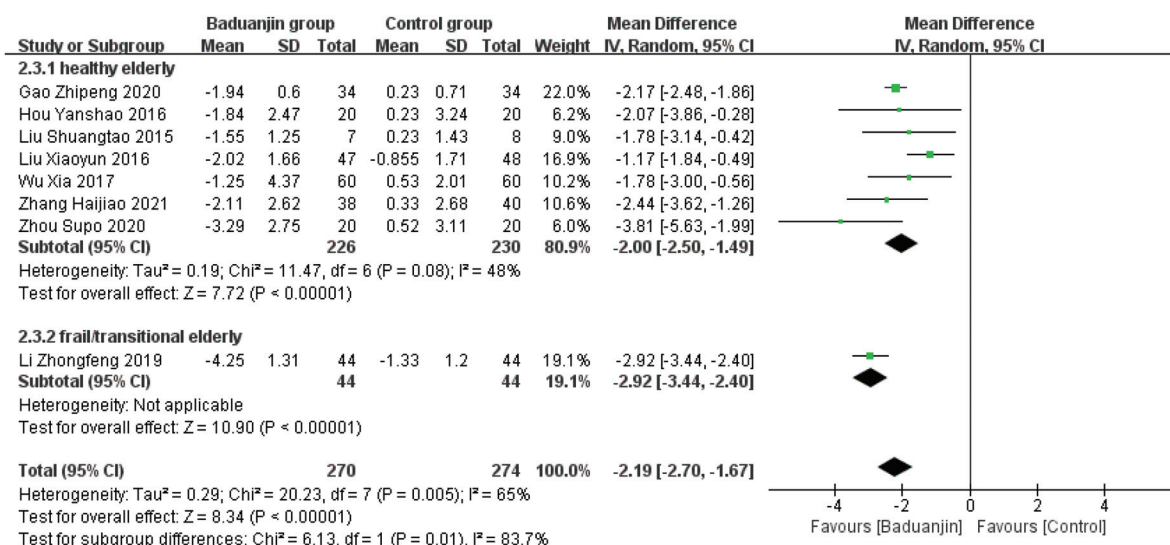 Baduanjin group Control group Mean Difference Mean Difference
Study or Subgroup Mean SD Total Mean SD Total Weight IV, Random, 95% CI IV, Random, 95% CI
2.3.1 healthy elderly
Gao Zhipeng 2020 -1.94 0.6 34 0.23 0.71 34 22.0% -2.17 [-2.48, -1.86]
Hou Yanshao 2016 -1.84 2.47 20 0.23 3.24 20 6.2% -2.07 [-3.86, -0.28]
Liu Shuangtao 2015 -1.55 1.25 7 0.23 1.43 8 9.0% -1.78 [-3.14, -0.42]
Liu Xiaoyun 2016 -2.02 1.66 47 -0.855 1.71 48 16.9% -1.17 [-1.84, -0.49]
Wu Xia 2017 -1.25 4.37 60 0.53 2.01 60 10.2% -1.78 [-3.00, -0.56]
Zhang Haijiao 2021 -2.11 2.62 38 0.33 2.68 40 10.6% -2.44 [-3.62, -1.26]
Zhou Supo 2020 -3.29 2.75 20 0.52 3.11 20 6.0% -3.81 [-5.63, -1.99]
Subtotal (95% CI) 226 230 80.9% -2.00 [-2.50, -1.49]
Heterogeneity: Tau² = 0.19; Chi² = 11.47, df = 6 (P = 0.08); I² = 48%
Test for overall effect: Z = 7.72 (P < 0.00001)
2.3.2 frail/transitional elderly
Li Zhongfeng 2019 -4.25 1.31 44 -1.33 1.2 44 19.1% -2.92 [-3.44, -2.40]
Subtotal (95% CI) 44 44 19.1% -2.92 [-3.44, -2.40]
Heterogeneity: Not applicable
Test for overall effect: Z = 10.90 (P < 0.00001)
Total (95% CI) 270 274 100.0% -2.19 [-2.70, -1.67]
Heterogeneity: Tau² = 0.29; Chi² = 20.23, df = 7 (P = 0.005); I² = 65%
Test for overall effect: Z = 8.34 (P < 0.00001)
Test for subgroup differences: Chi² = 6.13, df = 1 (P = 0.01), I² = 83.7%
-4 -2 0 2 4
Favours [Baduanjin] Favours [Control]